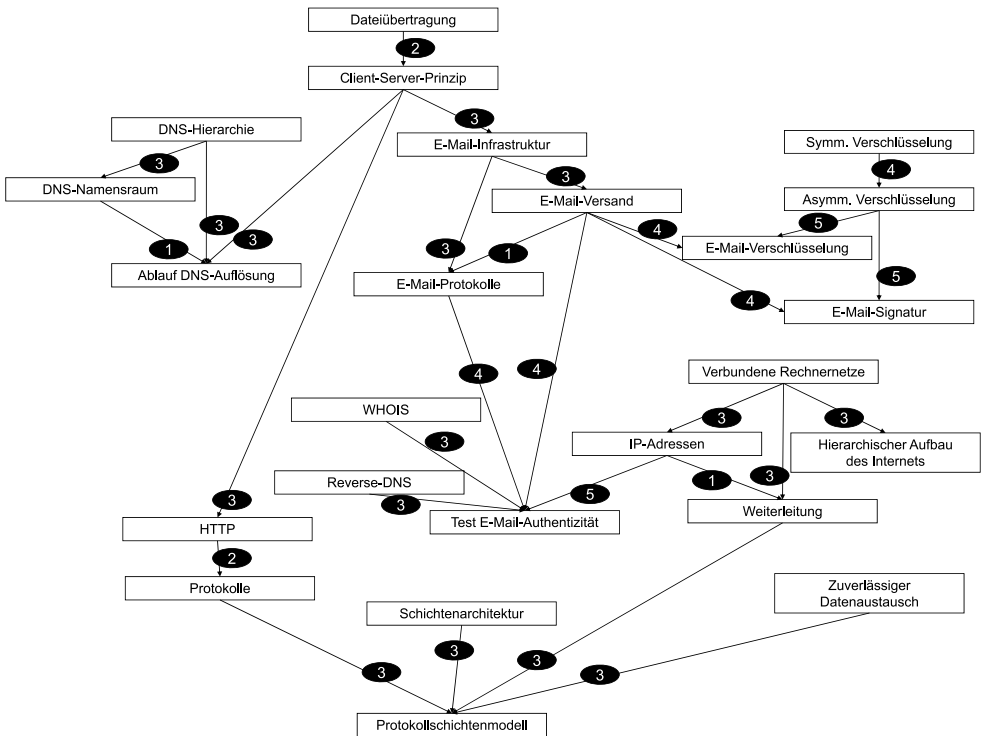 Dateiübertragung
2
Client-Server-Prinzip
3
DNS-Hierarchie
E-Mail-Infrastruktur
Symm. Verschlüsselung
3
3
4
DNS-Namensraum
E-Mail-Versand
Asymm. Verschlüsselung
5
3
3
4
E-Mail-Verschlüsselung
1
3
1
Ablauf DNS-Auflösung
E-Mail-Protokolle
5
4
E-Mail-Signatur
4
4
Verbundene Rechnernetze
WHOIS
3
3
3
IP-Adressen
Hierarchischer Aufbau
des Internets
Reverse-DNS
3
5
1
3
3
Test E-Mail-Authentizität
Weiterleitung
HTTP
2
Protokolle
Zuverlässiger
Datenaustausch
Schichtenarchitektur
3
3
3
3
Protokollschichtenmodell